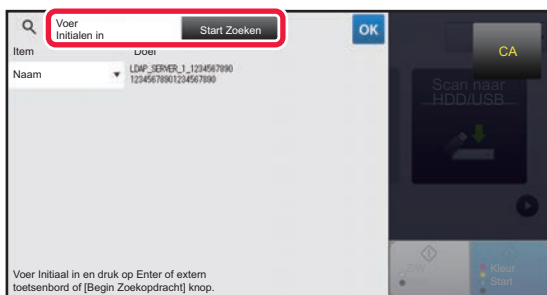 Voer
Initialen in
Start Zoeken
OK
CA
Item
Doel
Naam
LDAP_SERVER_1_1234567890
12345678901234567890
Scan naar
HDD/USB
Voer Initiaal in en druk op Enter of extern
toetsenbord of [Begin Zoekopdracht] knop.
Z/W
Start
Kleur
Start